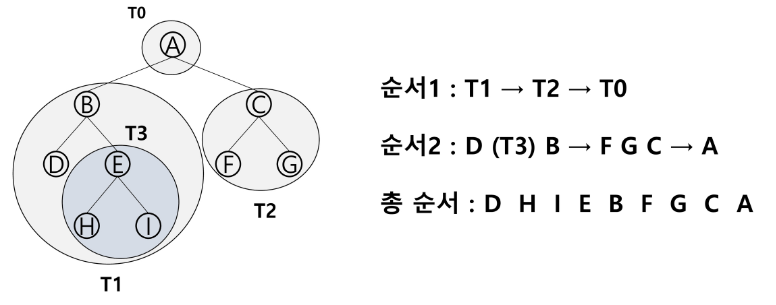 T0
A
B
C
T3
D
E
F
G
H
I
T2
T1
순서1 : T1 → T2 → T0
순서2 : D (T3) B → F G C → A
총 순서 : D H I E B F G C A